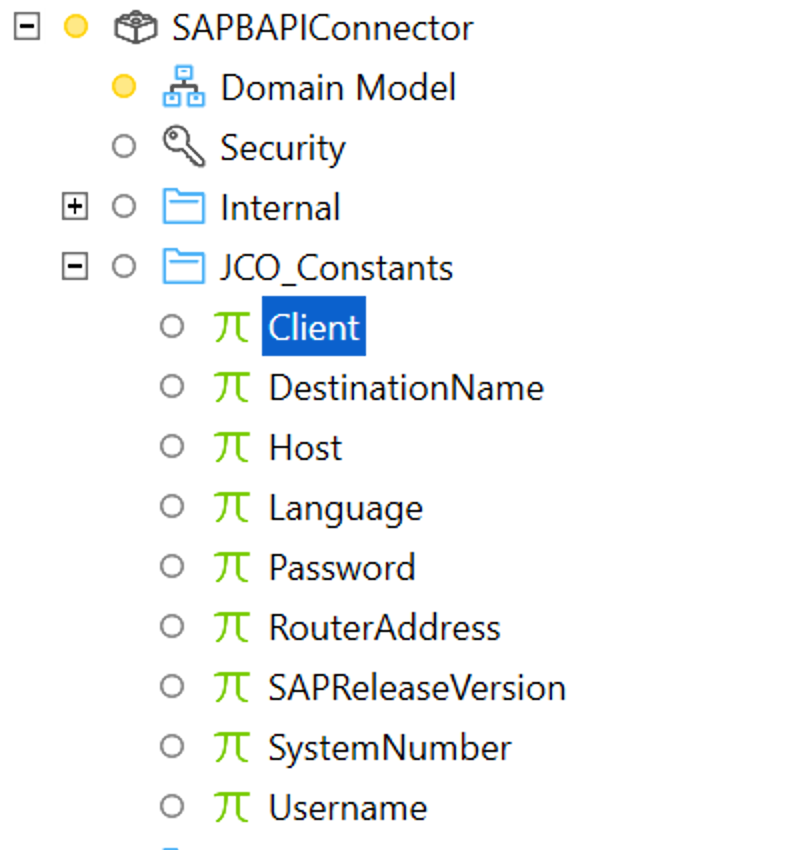 SAPBAPIConnector
Domain Model
Security
Internal
JCO_Constants
Client
DestinationName
Host
Language
Password
RouterAddress
SAPReleaseVersion
SystemNumber
Username